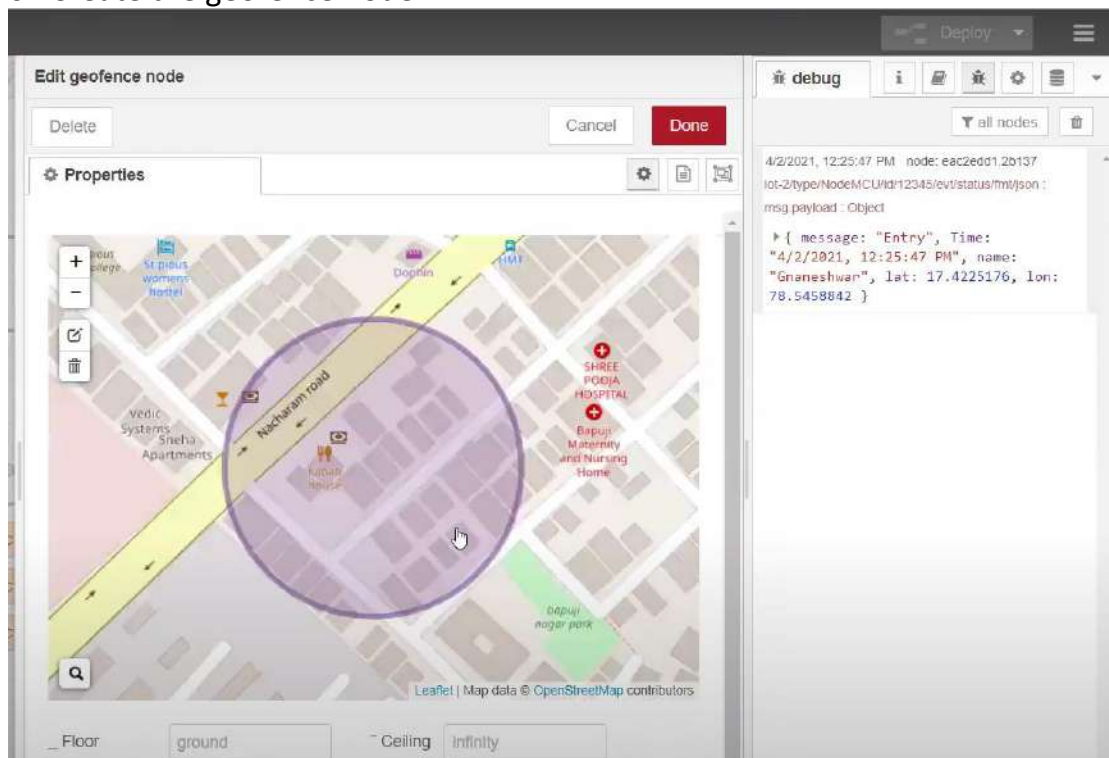 Deploy
Edit geofence node
Delete
Cancel
Done
Properties
+
−
St pious
womens
Hostel
Dophin
HMT
SHREE
POOJA
HOSPITAL
Bapuji
Maternity
and Nursing
Home
Nacharam road
Vedic
Systems
Sneha
Apartments
Kubab
House
bapuji
nagar park
Leaflet | Map data © OpenStreetMap contributors
Floor
ground
Ceiling
infinity
debug
i
all nodes
4/2/2021, 12:25:47 PM node: eac2edd1.2b137
iot-2/type/NodeMCU/id/12345/evt/status/fmt/json :
msg.payload : Object
{ message: "Entry", Time:
"4/2/2021, 12:25:47 PM", name:
"Gnaneshwar", lat: 17.4225176, lon:
78.5458842 }